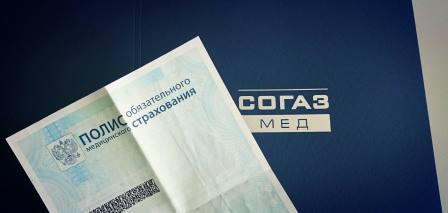 ПОЛИС обязательного
медицинского страхования
СОГАЗ
МЕД